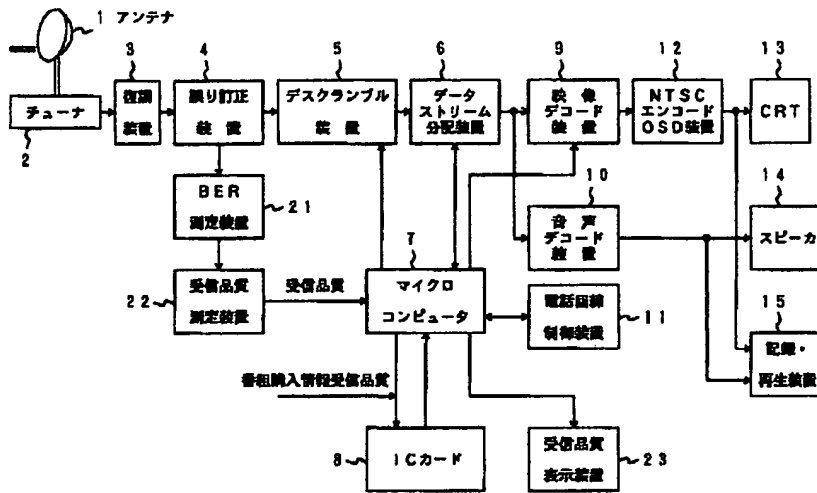 1 アンテナ
チューナ
2
3
復調
装置
4
誤り訂正
装 置
5
デスクランブル
装 置
6
データ
ストリーム
分配装置
9
映 像
デコード
装 置
12
NTSC
エンコード
OSD装置
13
CRT
BER
測定装置
21
10
音 声
デコード
装 置
14
スピーカ
22
受信品質
測定装置
受信品質
7
マイクロ
コンピュータ
電話回線
制御装置
11
15
記録・
再生装置
番組購入情報受信品質
8
ICカード
受信品質
表示装置
23